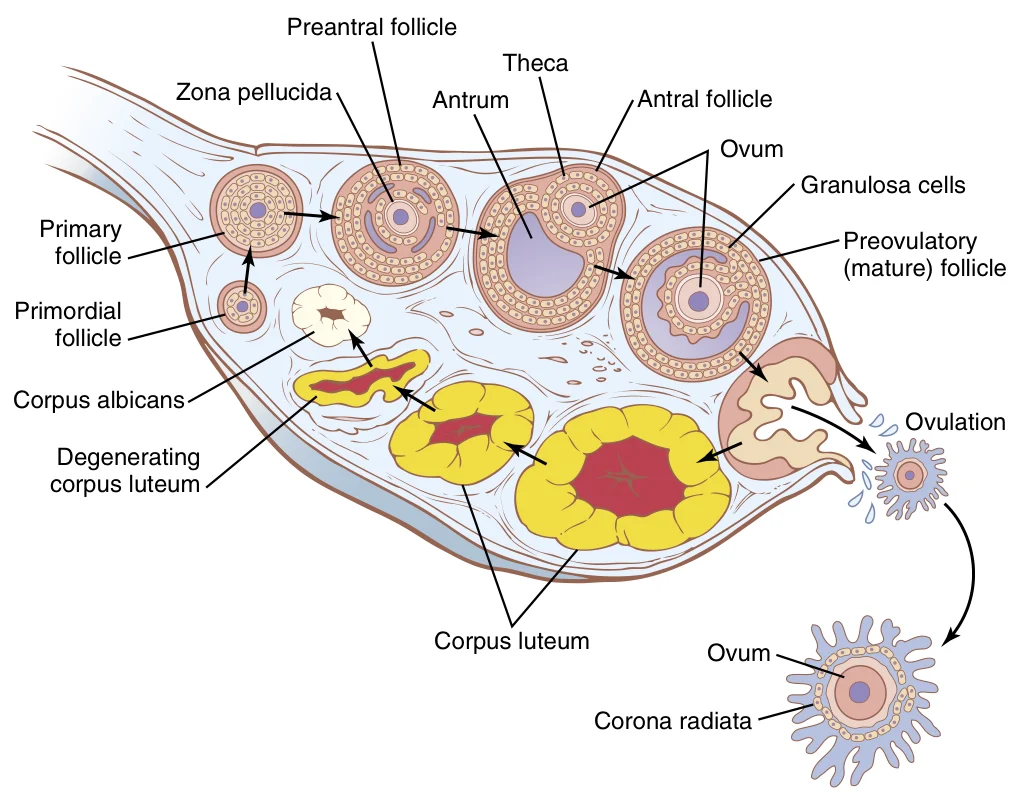 Preantral follicle
Theca
Zona pellucida
Antrum
Antral follicle
Ovum
Granulosa cells
Primary
follicle
Preovulatory
(mature) follicle
Primordial
follicle
Corpus albicans
Ovulation
Degenerating
corpus luteum
Corpus luteum
Ovum
Corona radiata